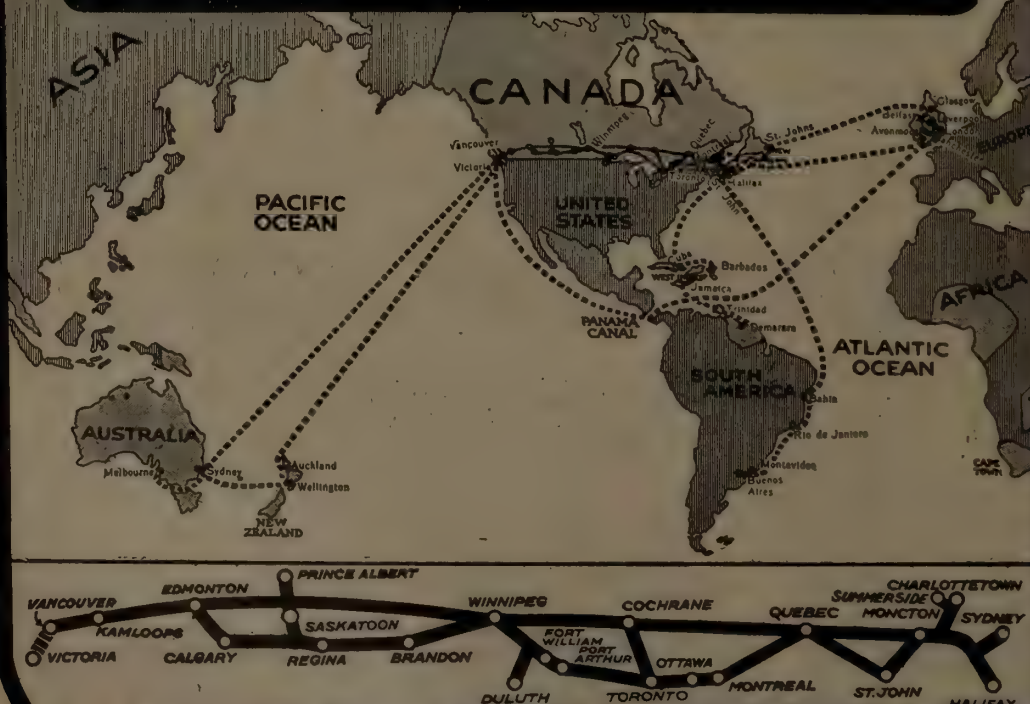 ASIA
CANADA
Glasgow
Belfast
Liverpool
Avonmouth
London
EUROPE
Quebec
Winnipeg
St. Johns
Vancouver
Victoria
Toronto
Halifax
St John
PACIFIC
OCEAN
UNITED
STATES
Cuba
Barbados
WEST
Jamaica
Trinidad
PANAMA
CANAL
Demarara
AFRICA
ATLANTIC
OCEAN
SOUTH
AMERICA
Bahia
Rio de Janioro
AUSTRALIA
Melbourne
Sydney
Auckland
Wellington
Montevideo
Buenos
Aires
CAPE
TOWN
NEW
ZEALAND
PRINCE ALBERT
CHARLOTTETOWN
EDMONTON
SUMMERSIDE
VANCOUVER
WINNIPEG
COCHRANE
QUEBEC
MONCTON
SYDNEY
KAMLOOPS
SASKATOON
FORT
WILLIAM
PORT
ARTHUR
VICTORIA
CALGARY
REGINA
BRANDON
OTTAWA
DULUTH
TORONTO
MONTREAL
ST. JOHN
HALIFAX